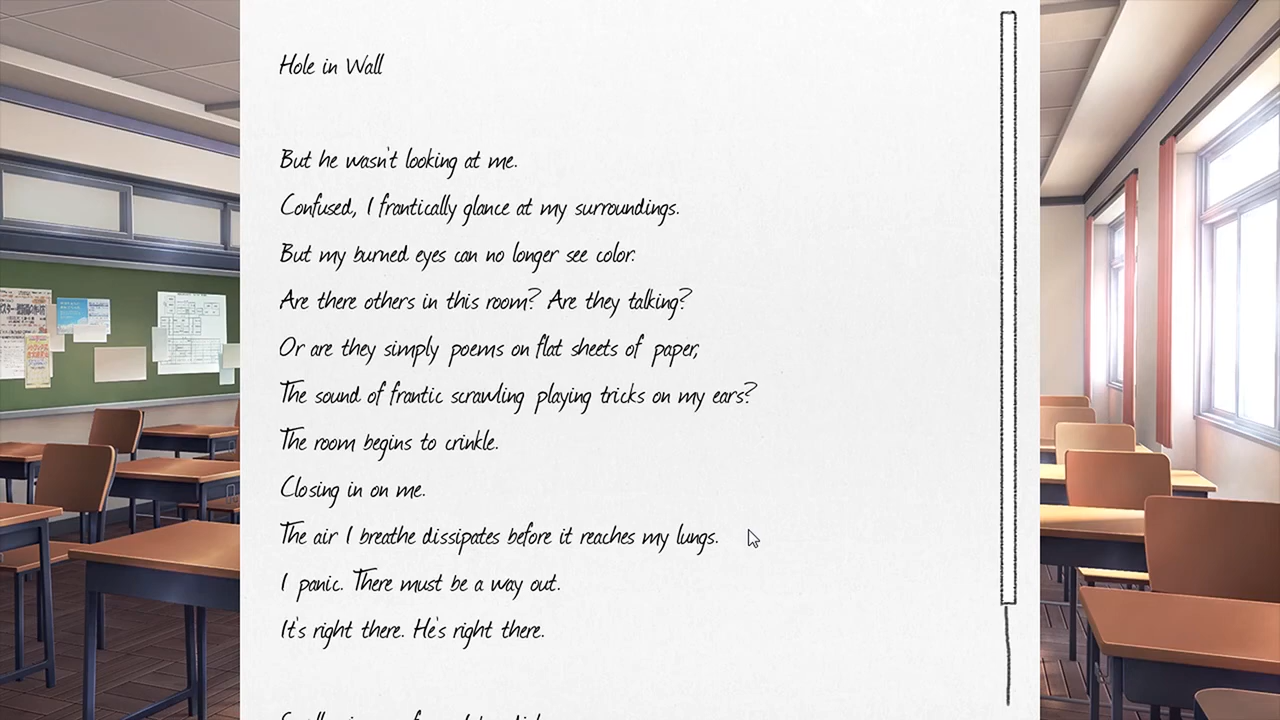 Hole in Wall
But he wasn't looking at me.
Confused, I frantically glance at my surroundings.
But my burned eyes can no longer see color.
Are there others in this room? Are they talking?
Or are they simply poems on flat sheets of paper,
The sound of frantic scrawling playing tricks on my ears?
The room begins to crinkle.
Closing in on me.
The air I breathe dissipates before it reaches my lungs.
I panic. There must be a way out.
It's right there. He's right there.